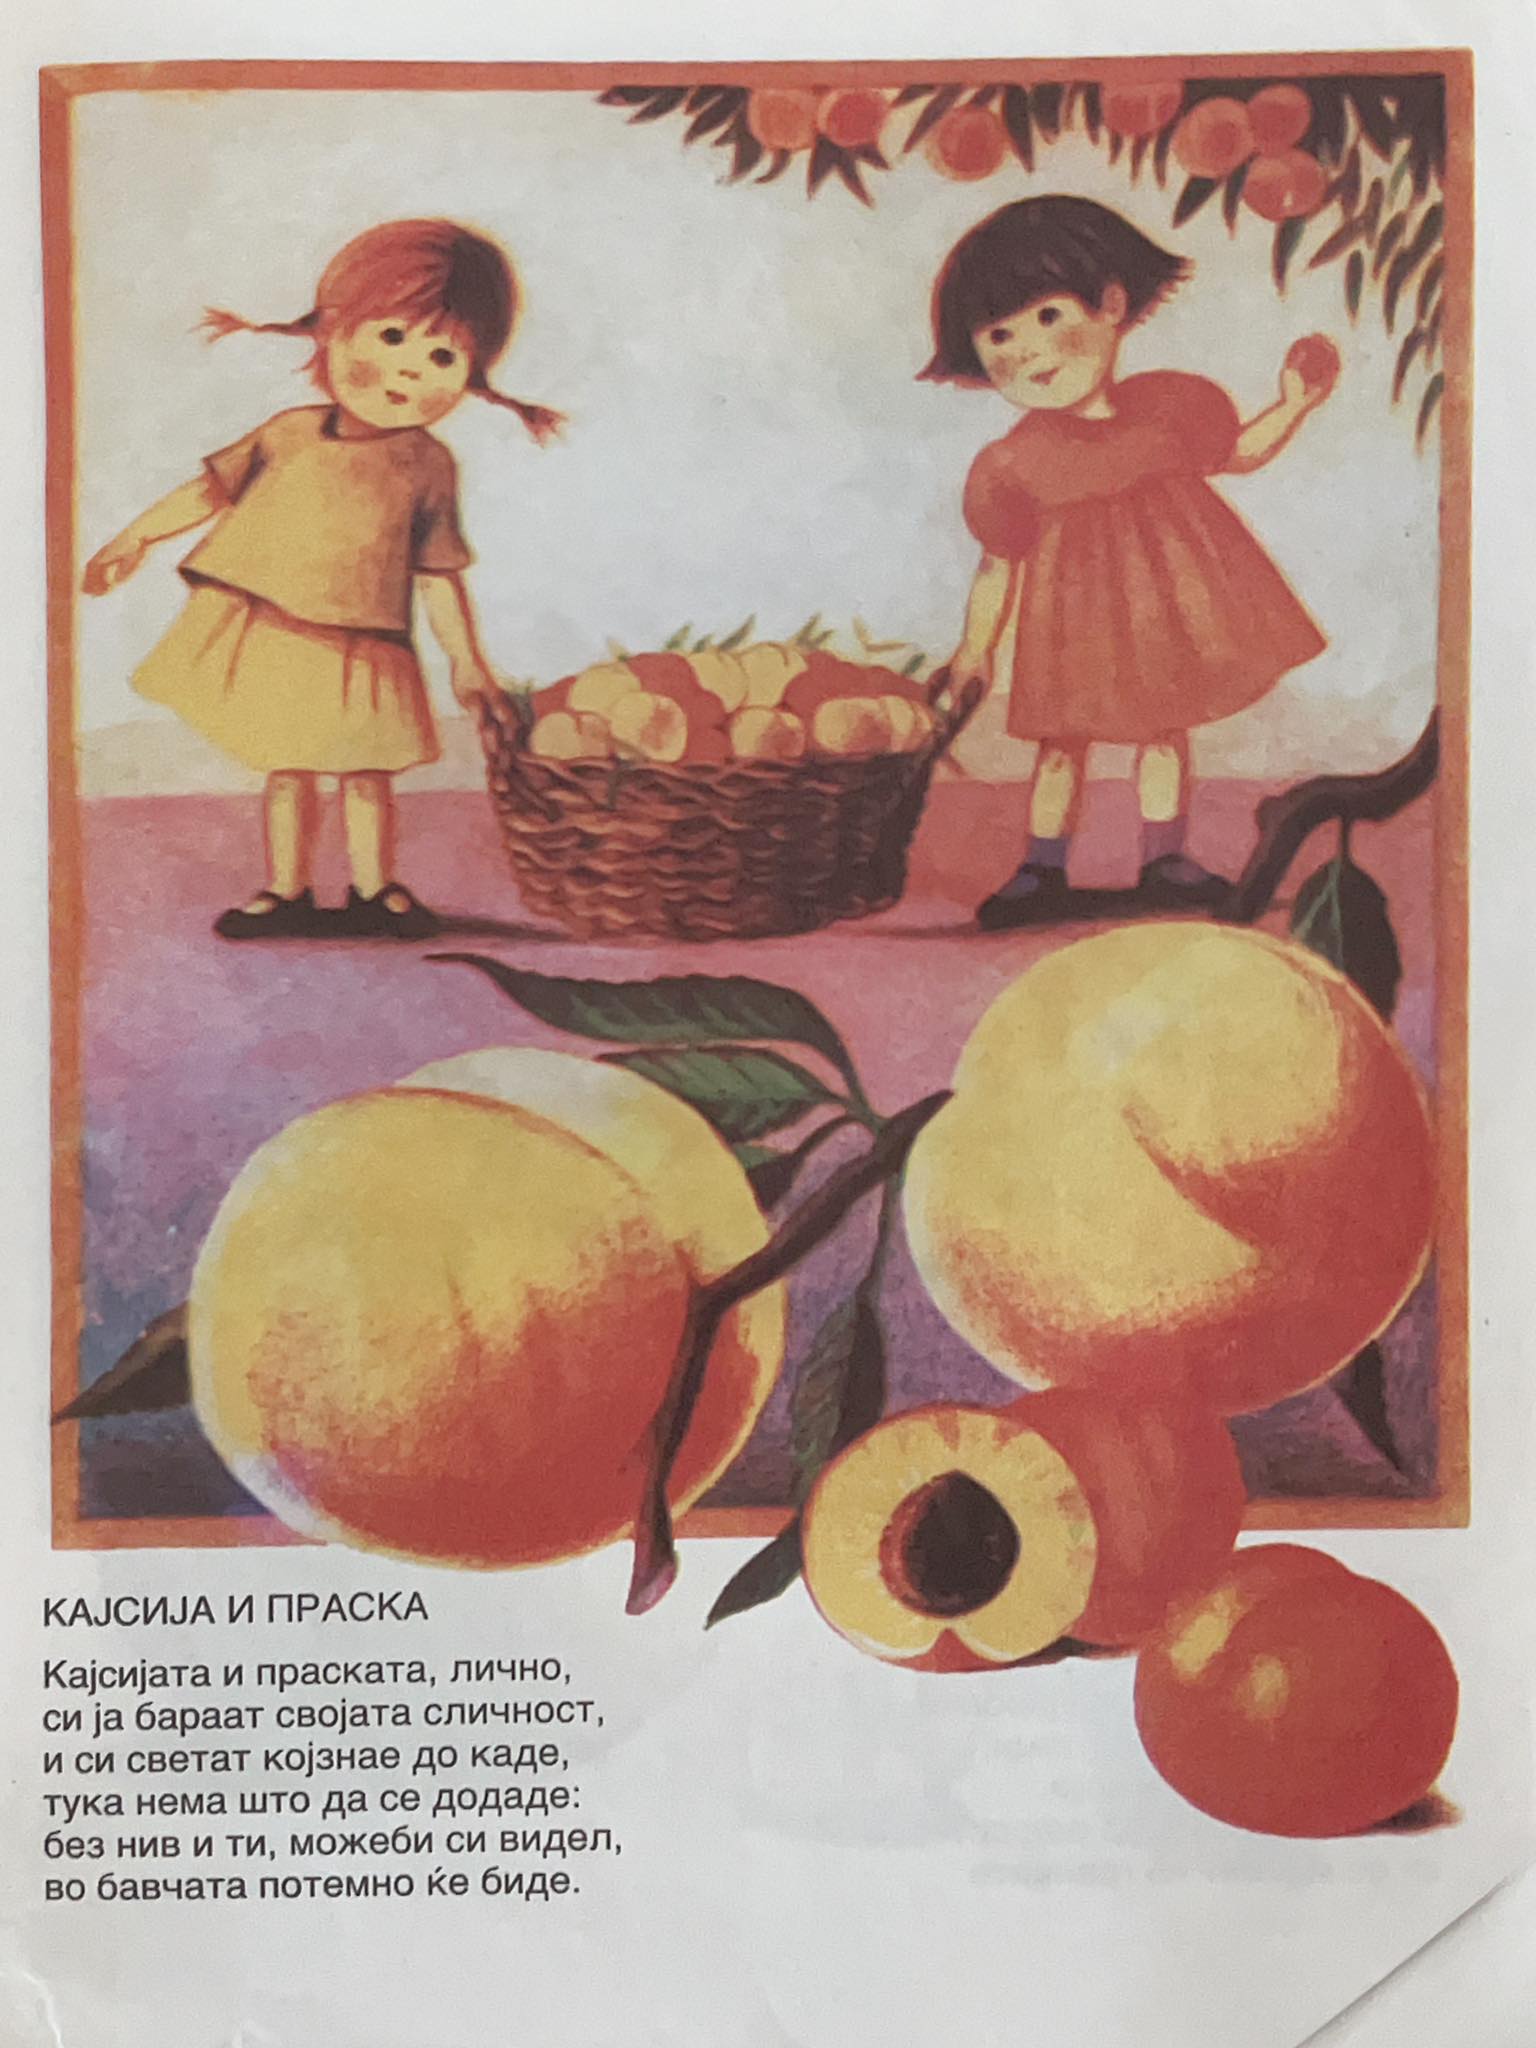 КАЈСИЈА И ПРАСКА
Кајсијата и праската, лично,
си ја бараат својата сличност,
и си светат којзнае до каде,
тука нема што да се додаде:
без нив и ти, можеби си видел,
во бавчата потемно ќе биде.